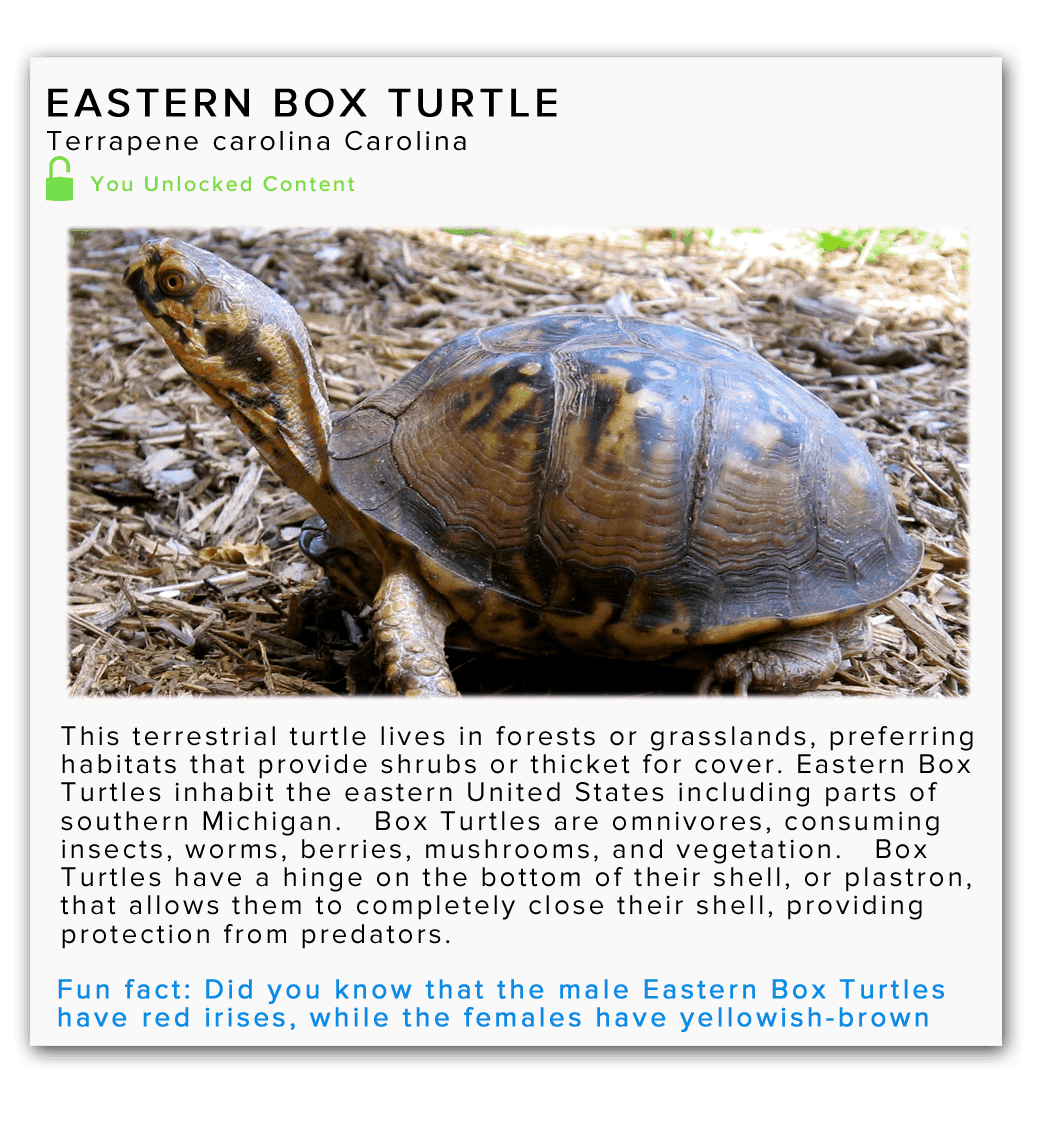 EASTERN BOX TURTLE
Terrapene carolina Carolina
You Unlocked Content
This terrestrial turtle lives in forests or grasslands, preferring
habitats that provide shrubs or thicket for cover. Eastern Box
Turtles inhabit the eastern United States including parts of
southern Michigan.   Box Turtles are omnivores, consuming
insects, worms, berries, mushrooms, and vegetation.   Box
Turtles have a hinge on the bottom of their shell, or plastron,
that allows them to completely close their shell, providing
protection from predators.
Fun fact: Did you know that the male Eastern Box Turtles
have red irises, while the females have yellowish-brown